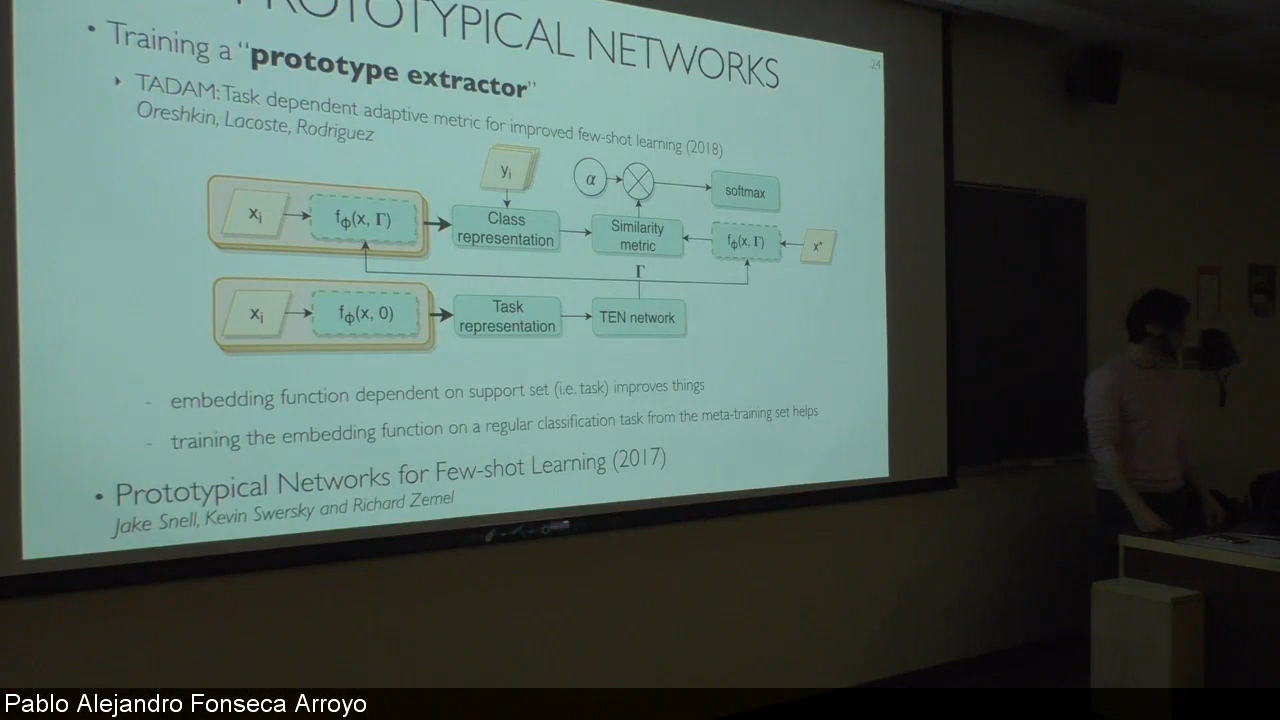 PROTOTYPICAL NETWORKS
24
• Training a “prototype extractor”
‣ TADAM: Task dependent adaptive metric for improved few-shot learning (2018)
Oreshkin, Lacoste, Rodriguez
yᵢ
α
softmax
xᵢ
f_ϕ(x, Γ)
Class
representation
Similarity
metric
f_ϕ(x, Γ)
x*
Γ
xᵢ
f_ϕ(x, 0)
Task
representation
TEN network
- embedding function dependent on support set (i.e. task) improves things
- training the embedding function on a regular classification task from the meta-training set helps
• Prototypical Networks for Few-shot Learning (2017)
Jake Snell, Kevin Swersky and Richard Zemel
Pablo Alejandro Fonseca Arroyo